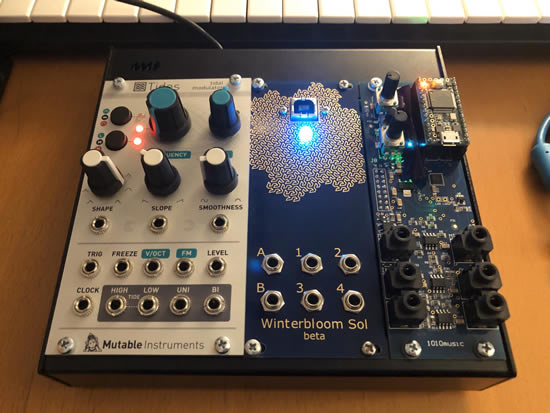 Tides
tidal
modulator
FREQUENCY
SHAPE
SLOPE
SMOOTHNESS
TRIG
FREEZE
V/OCT
FM
LEVEL
CLOCK
HIGH
TIDE
LOW
UNI
BI
Mutable Instruments
A
1
2
B
3
4
Winterbloom Sol
beta
1010music